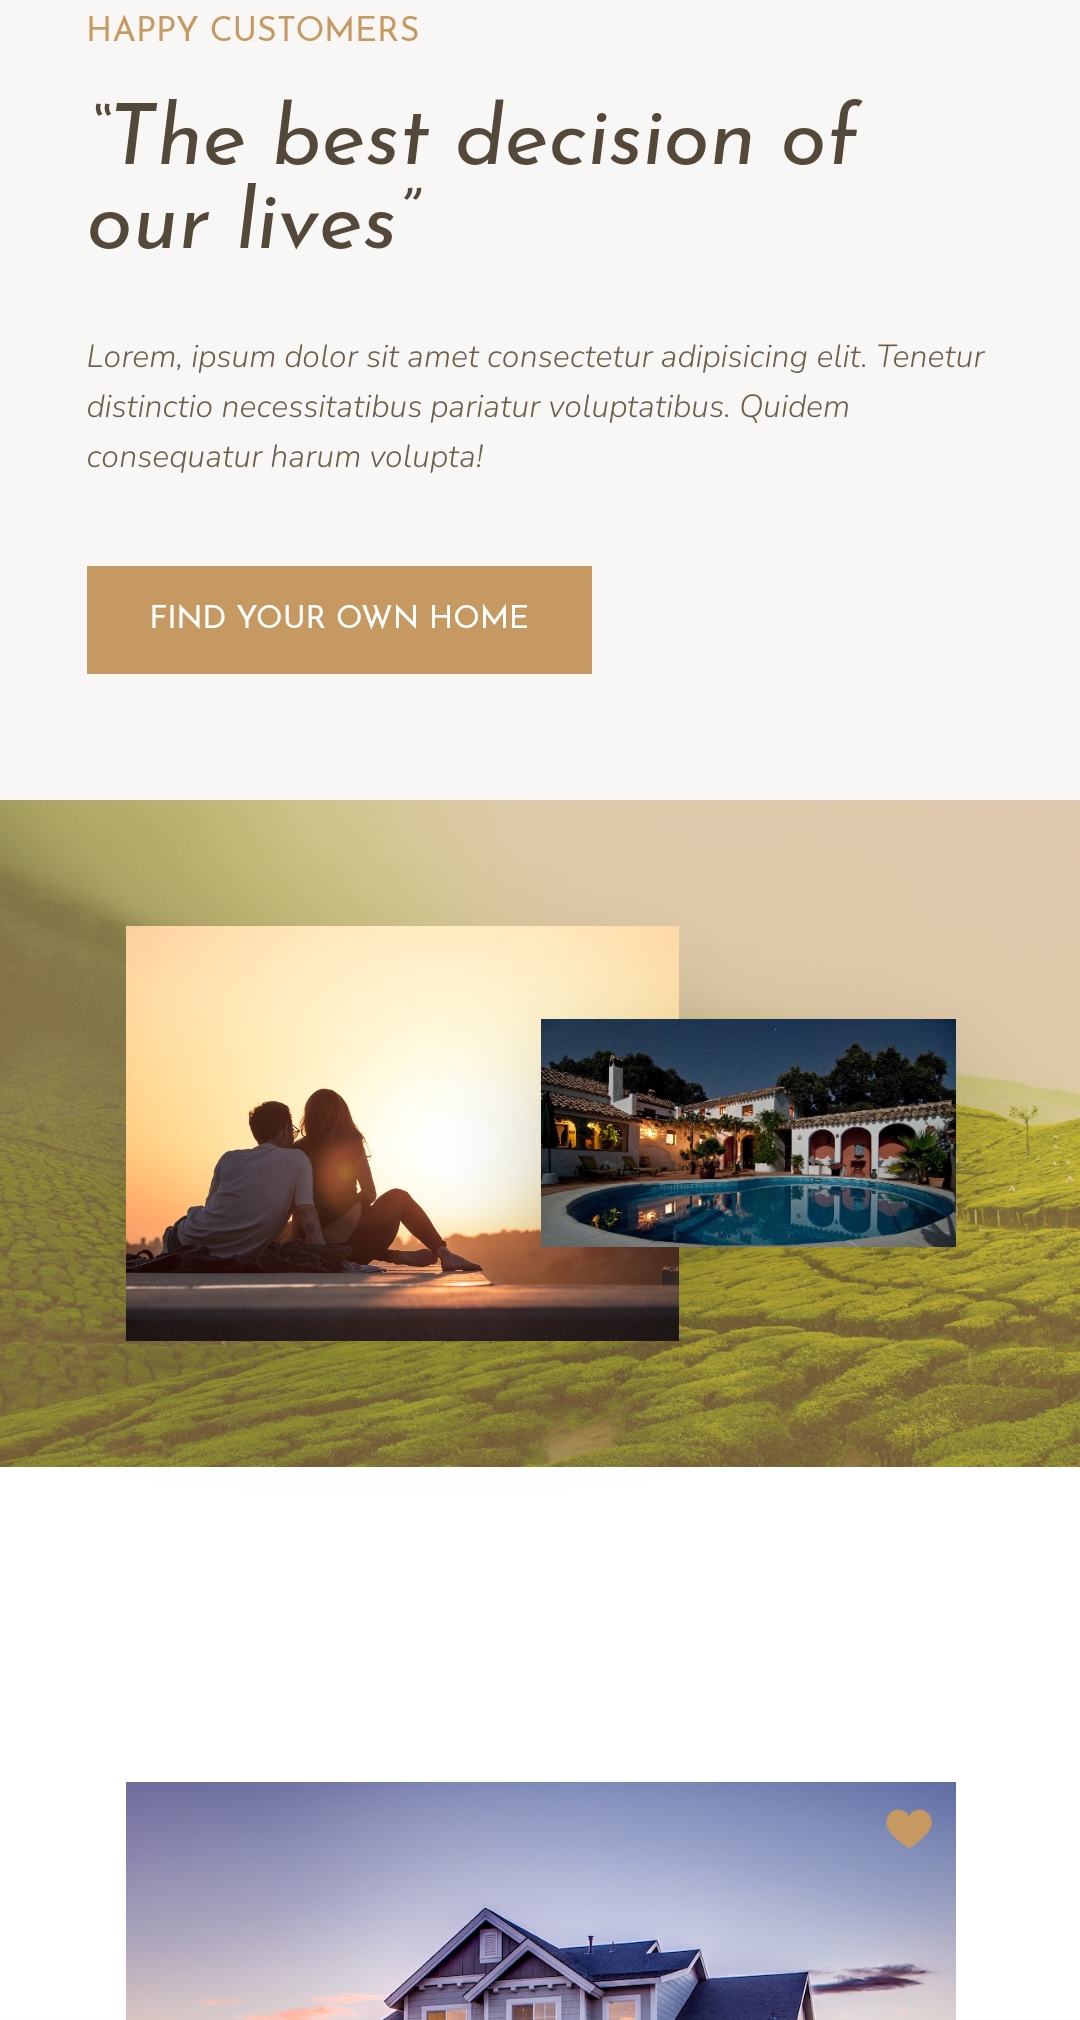 HAPPY CUSTOMERS
“The best decision of
our lives”
Lorem, ipsum dolor sit amet consectetur adipisicing elit. Tenetur
distinctio necessitatibus pariatur voluptatibus. Quidem
consequatur harum volupta!
FIND YOUR OWN HOME